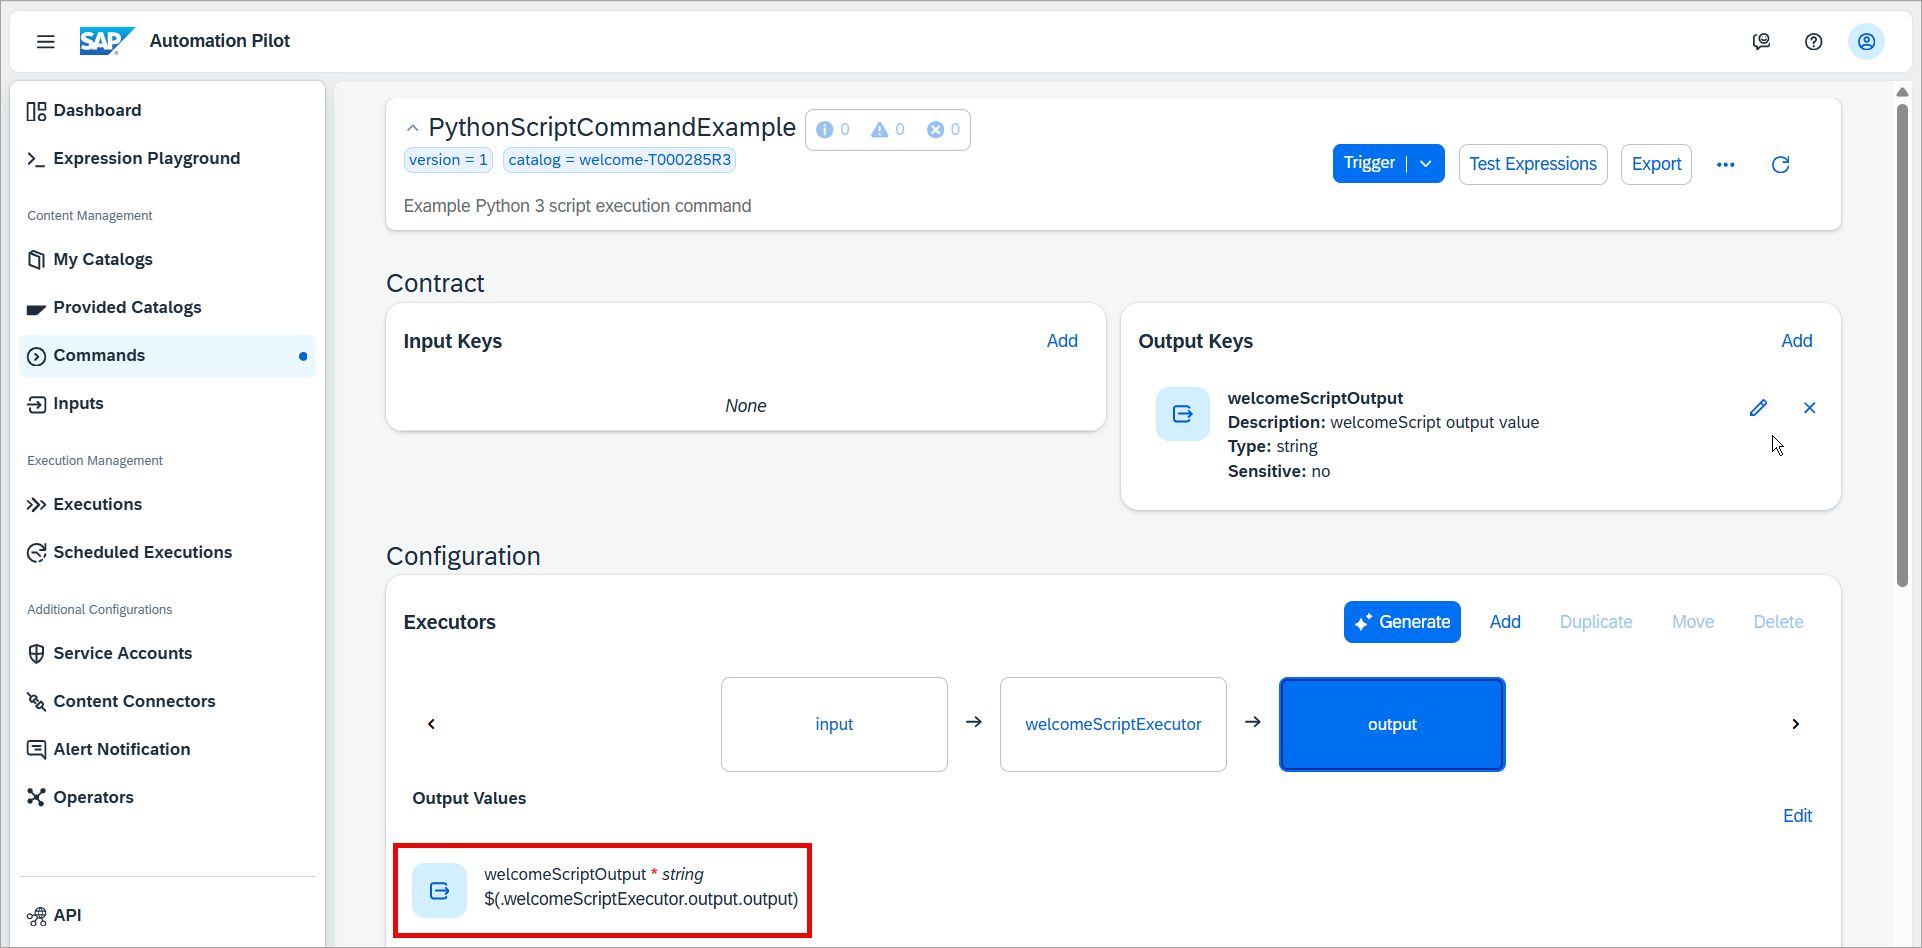 SAP
Automation Pilot
Dashboard
Expression Playground
Content Management
My Catalogs
Provided Catalogs
Commands
Inputs
Execution Management
Executions
Scheduled Executions
Additional Configurations
Service Accounts
Content Connectors
Alert Notification
Operators
API
PythonScriptCommandExample
0
0
0
version = 1
catalog = welcome-T000285R3
Example Python 3 script execution command
Trigger
Test Expressions
Export
Contract
Input Keys
Add
None
Output Keys
Add
welcomeScriptOutput
Description: welcomeScript output value
Type: string
Sensitive: no
Configuration
Executors
Generate
Add
Duplicate
Move
Delete
input
welcomeScriptExecutor
output
Output Values
Edit
welcomeScriptOutput * string
$(.welcomeScriptExecutor.output.output)